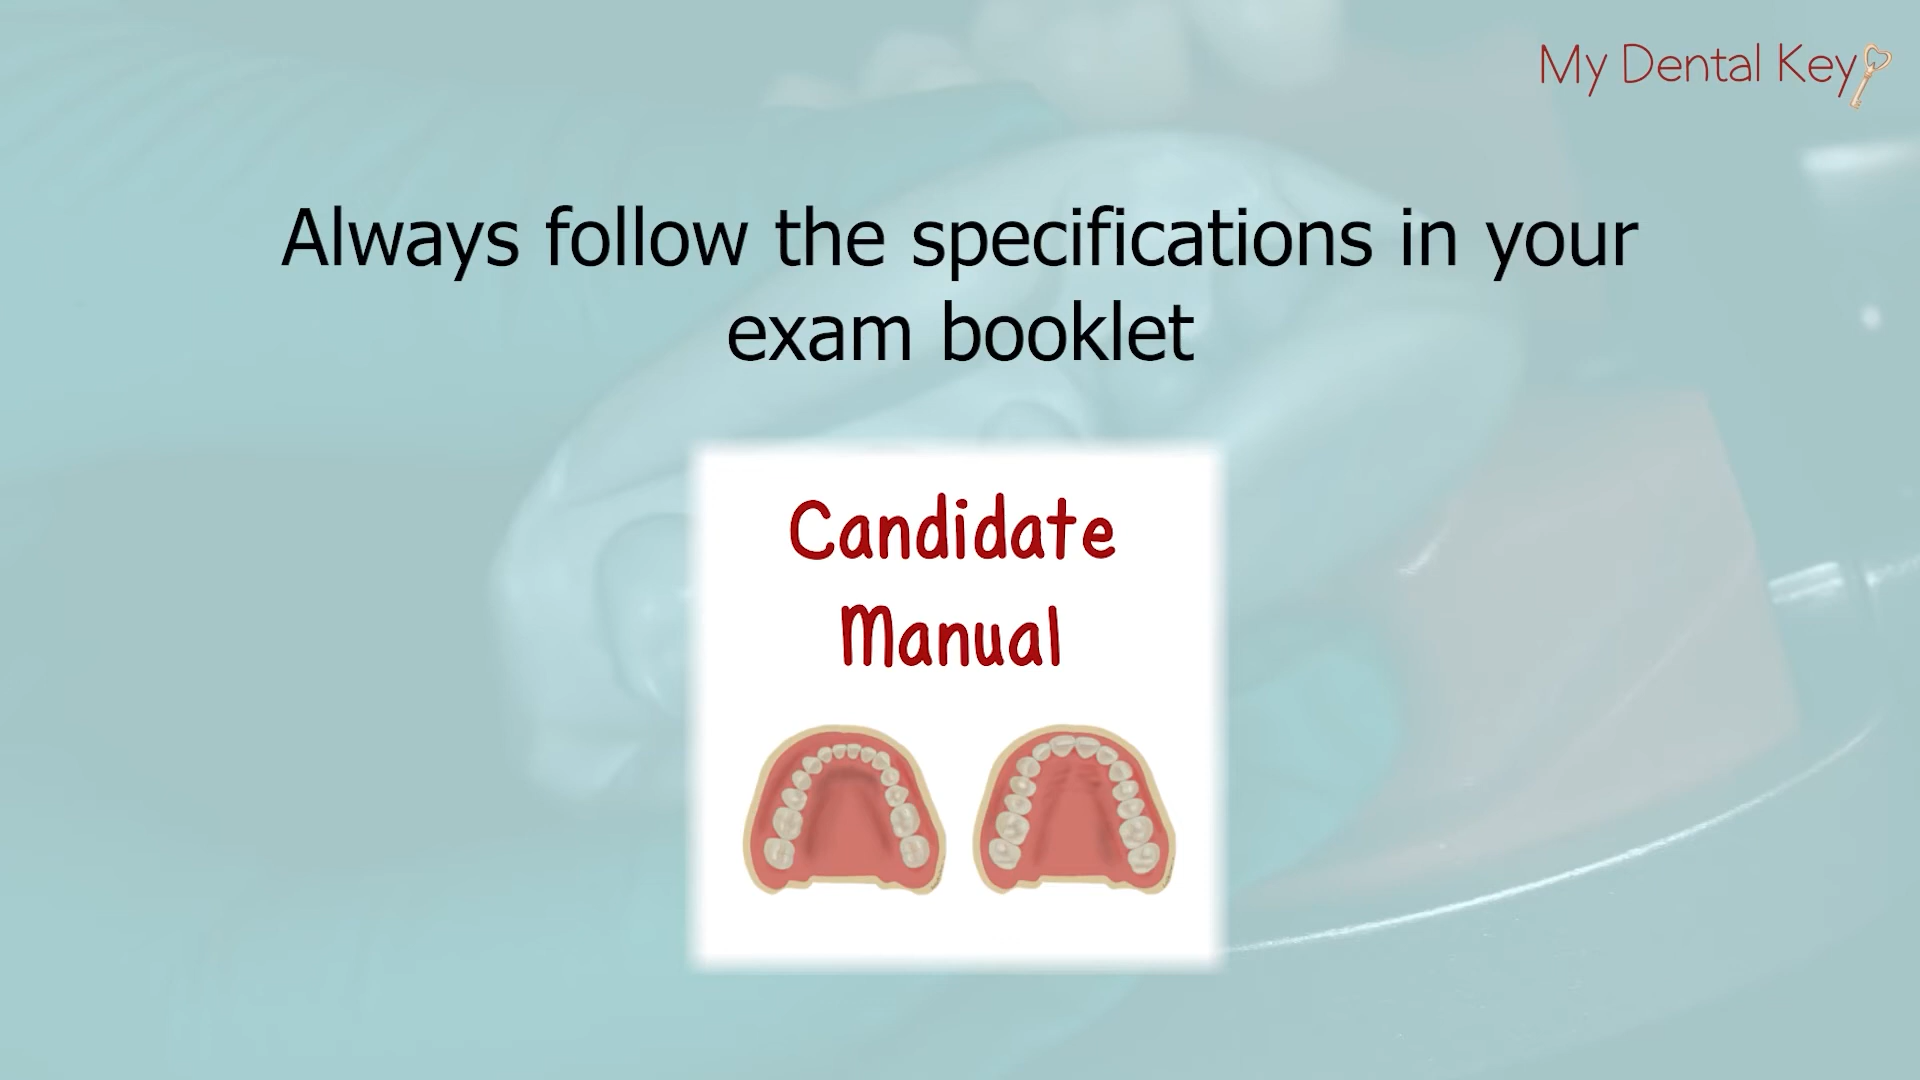 My Dental Key
Always follow the specifications in your
exam booklet
Candidate
Manual